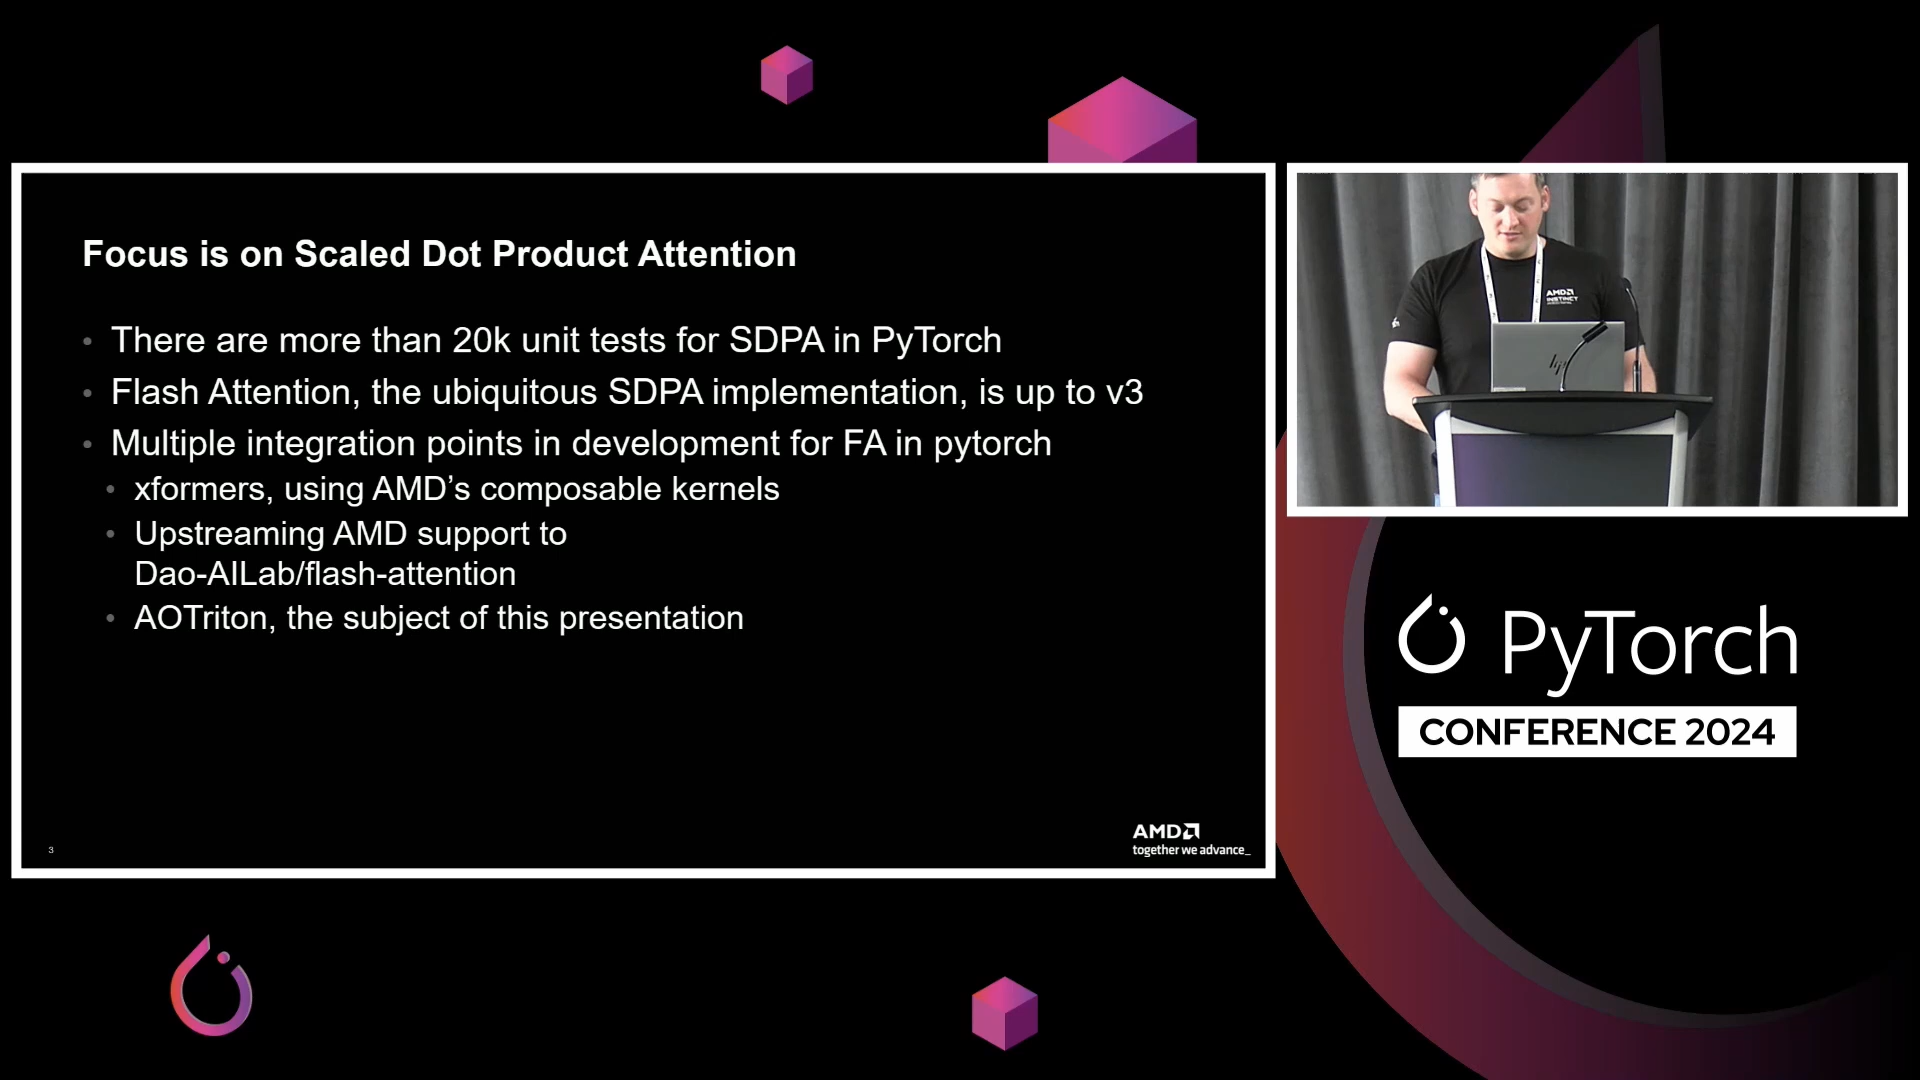 Focus is on Scaled Dot Product Attention
There are more than 20k unit tests for SDPA in PyTorch
Flash Attention, the ubiquitous SDPA implementation, is up to v3
Multiple integration points in development for FA in pytorch
xformers, using AMD’s composable kernels
Upstreaming AMD support to
Dao-AILab/flash-attention
AOTriton, the subject of this presentation
3
AMD
together we advance_
AMD
INSTINCT
hp
PyTorch
CONFERENCE 2024